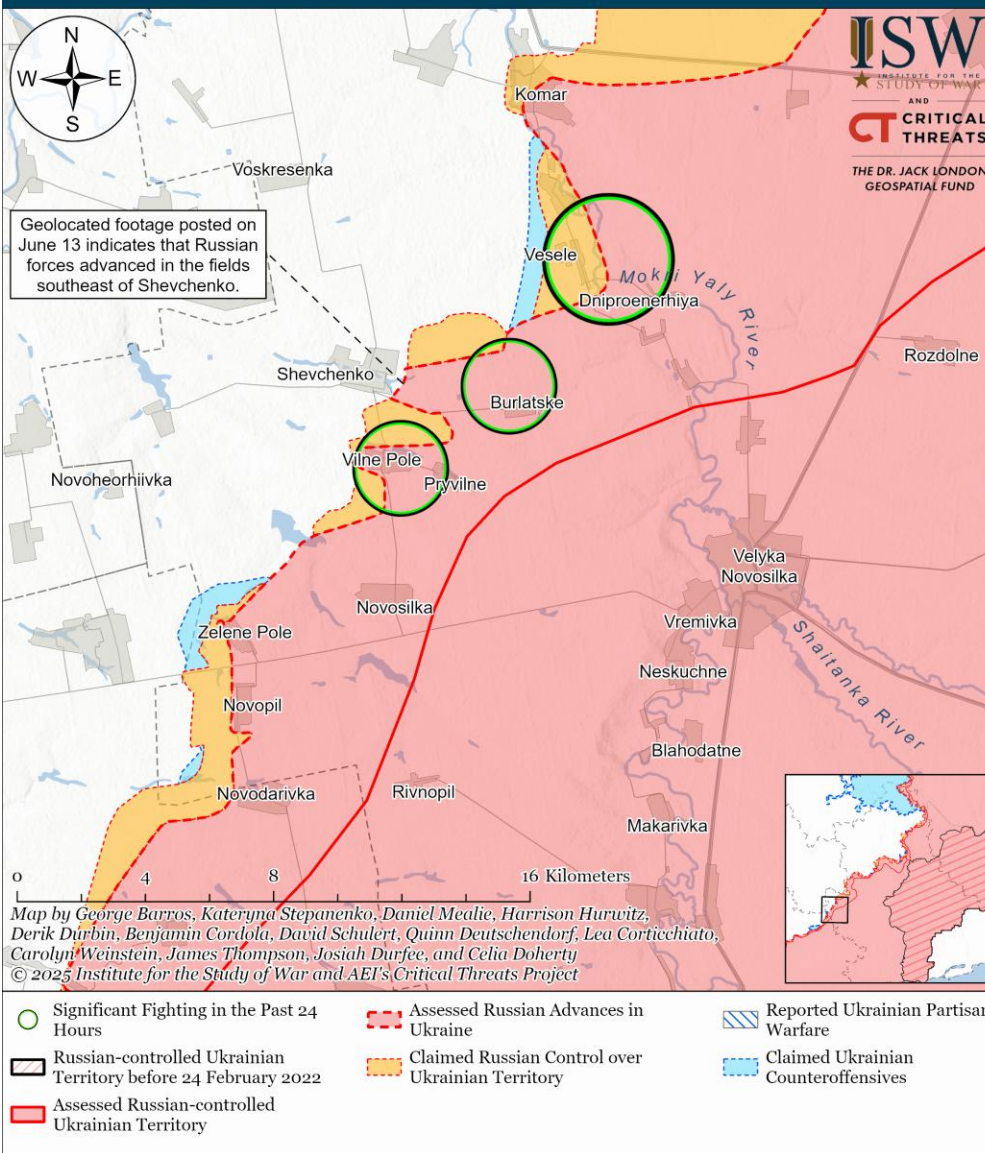 N
W E
S
ISW
INSTITUTE FOR THE
STUDY OF WAR
AND
CT CRITICAL
THREATS
THE DR. JACK LONDON
GEOSPATIAL FUND
Komar
Voskresenka
Geolocated footage posted on
June 13 indicates that Russian
forces advanced in the fields
southeast of Shevchenko.
Vesele
Mokri Yaly River
Dniproenerhiya
Rozdolne
Shevchenko
Burlatske
Vilne Pole
Novoheorhiivka
Pryvilne
Velyka
Novosilka
Novosilka
Vremivka
Zelene Pole
Shaitanka River
Neskuchne
Novopil
Blahodatne
Novodarivka
Rivnopil
Makarivka
0 4 8 16 Kilometers
Map by George Barros, Kateryna Stepanenko, Daniel Mealie, Harrison Hurwitz,
Derik Durbin, Benjamin Cordola, David Schulert, Quinn Deutschendorf, Lea Corticchiato,
Carolyn Weinstein, James Thompson, Josiah Durfee, and Celia Doherty
© 2025 Institute for the Study of War and AEI's Critical Threats Project
Significant Fighting in the Past 24
Hours
Russian-controlled Ukrainian
Territory before 24 February 2022
Assessed Russian-controlled
Ukrainian Territory
Assessed Russian Advances in
Ukraine
Claimed Russian Control over
Ukrainian Territory
Reported Ukrainian Partisan
Warfare
Claimed Ukrainian
Counteroffensives